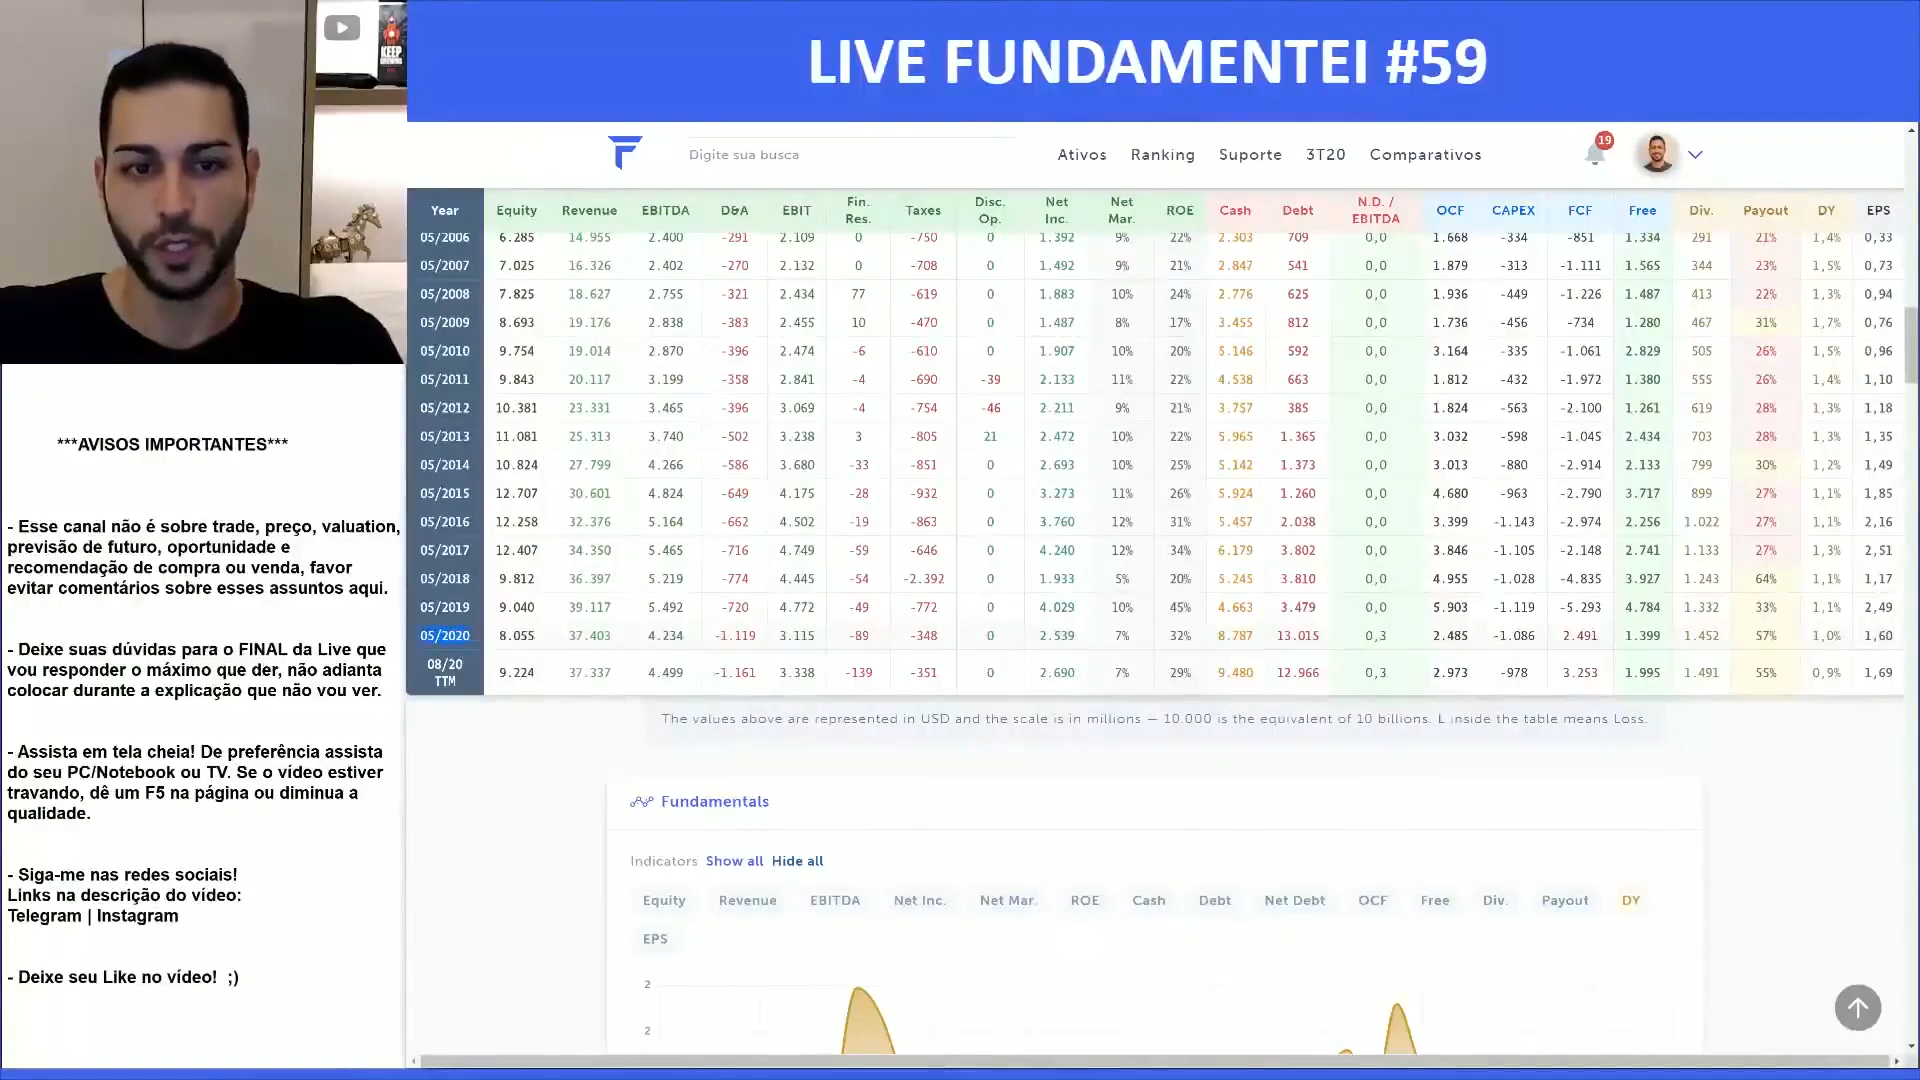 LIVE FUNDAMENTEI #59
KEEP
Digite sua busca
Ativos Ranking Suporte 3T20 Comparativos
19
Year Equity Revenue EBITDA D&A EBIT Fin. Res. Taxes Disc. Op. Net Inc. Net Mar. ROE Cash Debt N.D. / EBITDA OCF CAPEX FCF Free Div. Payout DY EPS
05/2006 6.285 14.955 2.400 -291 2.109 0 -750 0 1.392 9% 22% 2.303 709 0,0 1.668 -334 -851 1.334 291 21% 1,4% 0,33
05/2007 7.025 16.326 2.402 -270 2.132 0 -708 0 1.492 9% 21% 2.847 541 0,0 1.879 -313 -1.111 1.565 344 23% 1,5% 0,73
05/2008 7.825 18.627 2.755 -321 2.434 77 -619 0 1.883 10% 24% 2.776 625 0,0 1.936 -449 -1.226 1.487 413 22% 1,3% 0,94
05/2009 8.693 19.176 2.838 -383 2.455 10 -470 0 1.487 8% 17% 3.455 812 0,0 1.736 -456 -734 1.280 467 31% 1,7% 0,76
05/2010 9.754 19.014 2.870 -396 2.474 -6 -610 0 1.907 10% 20% 5.146 592 0,0 3.164 -335 -1.061 2.829 505 26% 1,5% 0,96
05/2011 9.843 20.117 3.199 -358 2.841 -4 -690 -39 2.133 11% 22% 4.538 663 0,0 1.812 -432 -1.972 1.380 555 26% 1,4% 1,10
05/2012 10.381 23.331 3.465 -396 3.069 -4 -754 -46 2.211 9% 21% 3.757 385 0,0 1.824 -563 -2.100 1.261 619 28% 1,3% 1,18
05/2013 11.081 25.313 3.740 -502 3.238 3 -805 21 2.472 10% 22% 5.965 1.365 0,0 3.032 -598 -1.045 2.434 703 28% 1,3% 1,35
05/2014 10.824 27.799 4.266 -586 3.680 -33 -851 0 2.693 10% 25% 5.142 1.373 0,0 3.013 -880 -2.914 2.133 799 30% 1,2% 1,49
05/2015 12.707 30.601 4.824 -649 4.175 -28 -932 0 3.273 11% 26% 5.924 1.260 0,0 4.680 -963 -2.790 3.717 899 27% 1,1% 1,85
05/2016 12.258 32.376 5.164 -662 4.502 -19 -863 0 3.760 12% 31% 5.457 2.038 0,0 3.399 -1.143 -2.974 2.256 1.022 27% 1,1% 2,16
05/2017 12.407 34.350 5.465 -716 4.749 -59 -646 0 4.240 12% 34% 6.179 3.802 0,0 3.846 -1.105 -2.148 2.741 1.133 27% 1,3% 2,51
05/2018 9.812 36.397 5.219 -774 4.445 -54 -2.392 0 1.933 5% 20% 5.245 3.810 0,0 4.955 -1.028 -4.835 3.927 1.243 64% 1,1% 1,17
05/2019 9.040 39.117 5.492 -720 4.772 -49 -772 0 4.029 10% 45% 4.663 3.479 0,0 5.903 -1.119 -5.293 4.784 1.332 33% 1,1% 2,49
05/2020 8.055 37.403 4.234 -1.119 3.115 -89 -348 0 2.539 7% 32% 8.787 13.015 0,3 2.485 -1.086 2.491 1.399 1.452 57% 1,0% 1,60
08/20 TTM 9.224 37.337 4.499 -1.161 3.338 -139 -351 0 2.690 7% 29% 9.480 12.966 0,3 2.973 -978 3.253 1.995 1.491 55% 0,9% 1,69
The values above are represented in USD and the scale is in millions — 10.000 is the equivalent of 10 billions. L inside the table means Loss.
Fundamentals
Indicators Show all Hide all
Equity Revenue EBITDA Net Inc. Net Mar. ROE Cash Debt Net Debt OCF Free Div. Payout DY
EPS
2
2
***AVISOS IMPORTANTES***
- Esse canal não é sobre trade, preço, valuation,
previsão de futuro, oportunidade e
recomendação de compra ou venda, favor
evitar comentários sobre esses assuntos aqui.
- Deixe suas dúvidas para o FINAL da Live que
vou responder o máximo que der, não adianta
colocar durante a explicação que não vou ver.
- Assista em tela cheia! De preferência assista
do seu PC/Notebook ou TV. Se o vídeo estiver
travando, dê um F5 na página ou diminua a
qualidade.
- Siga-me nas redes sociais!
Links na descrição do vídeo:
Telegram | Instagram
- Deixe seu Like no vídeo! ;)